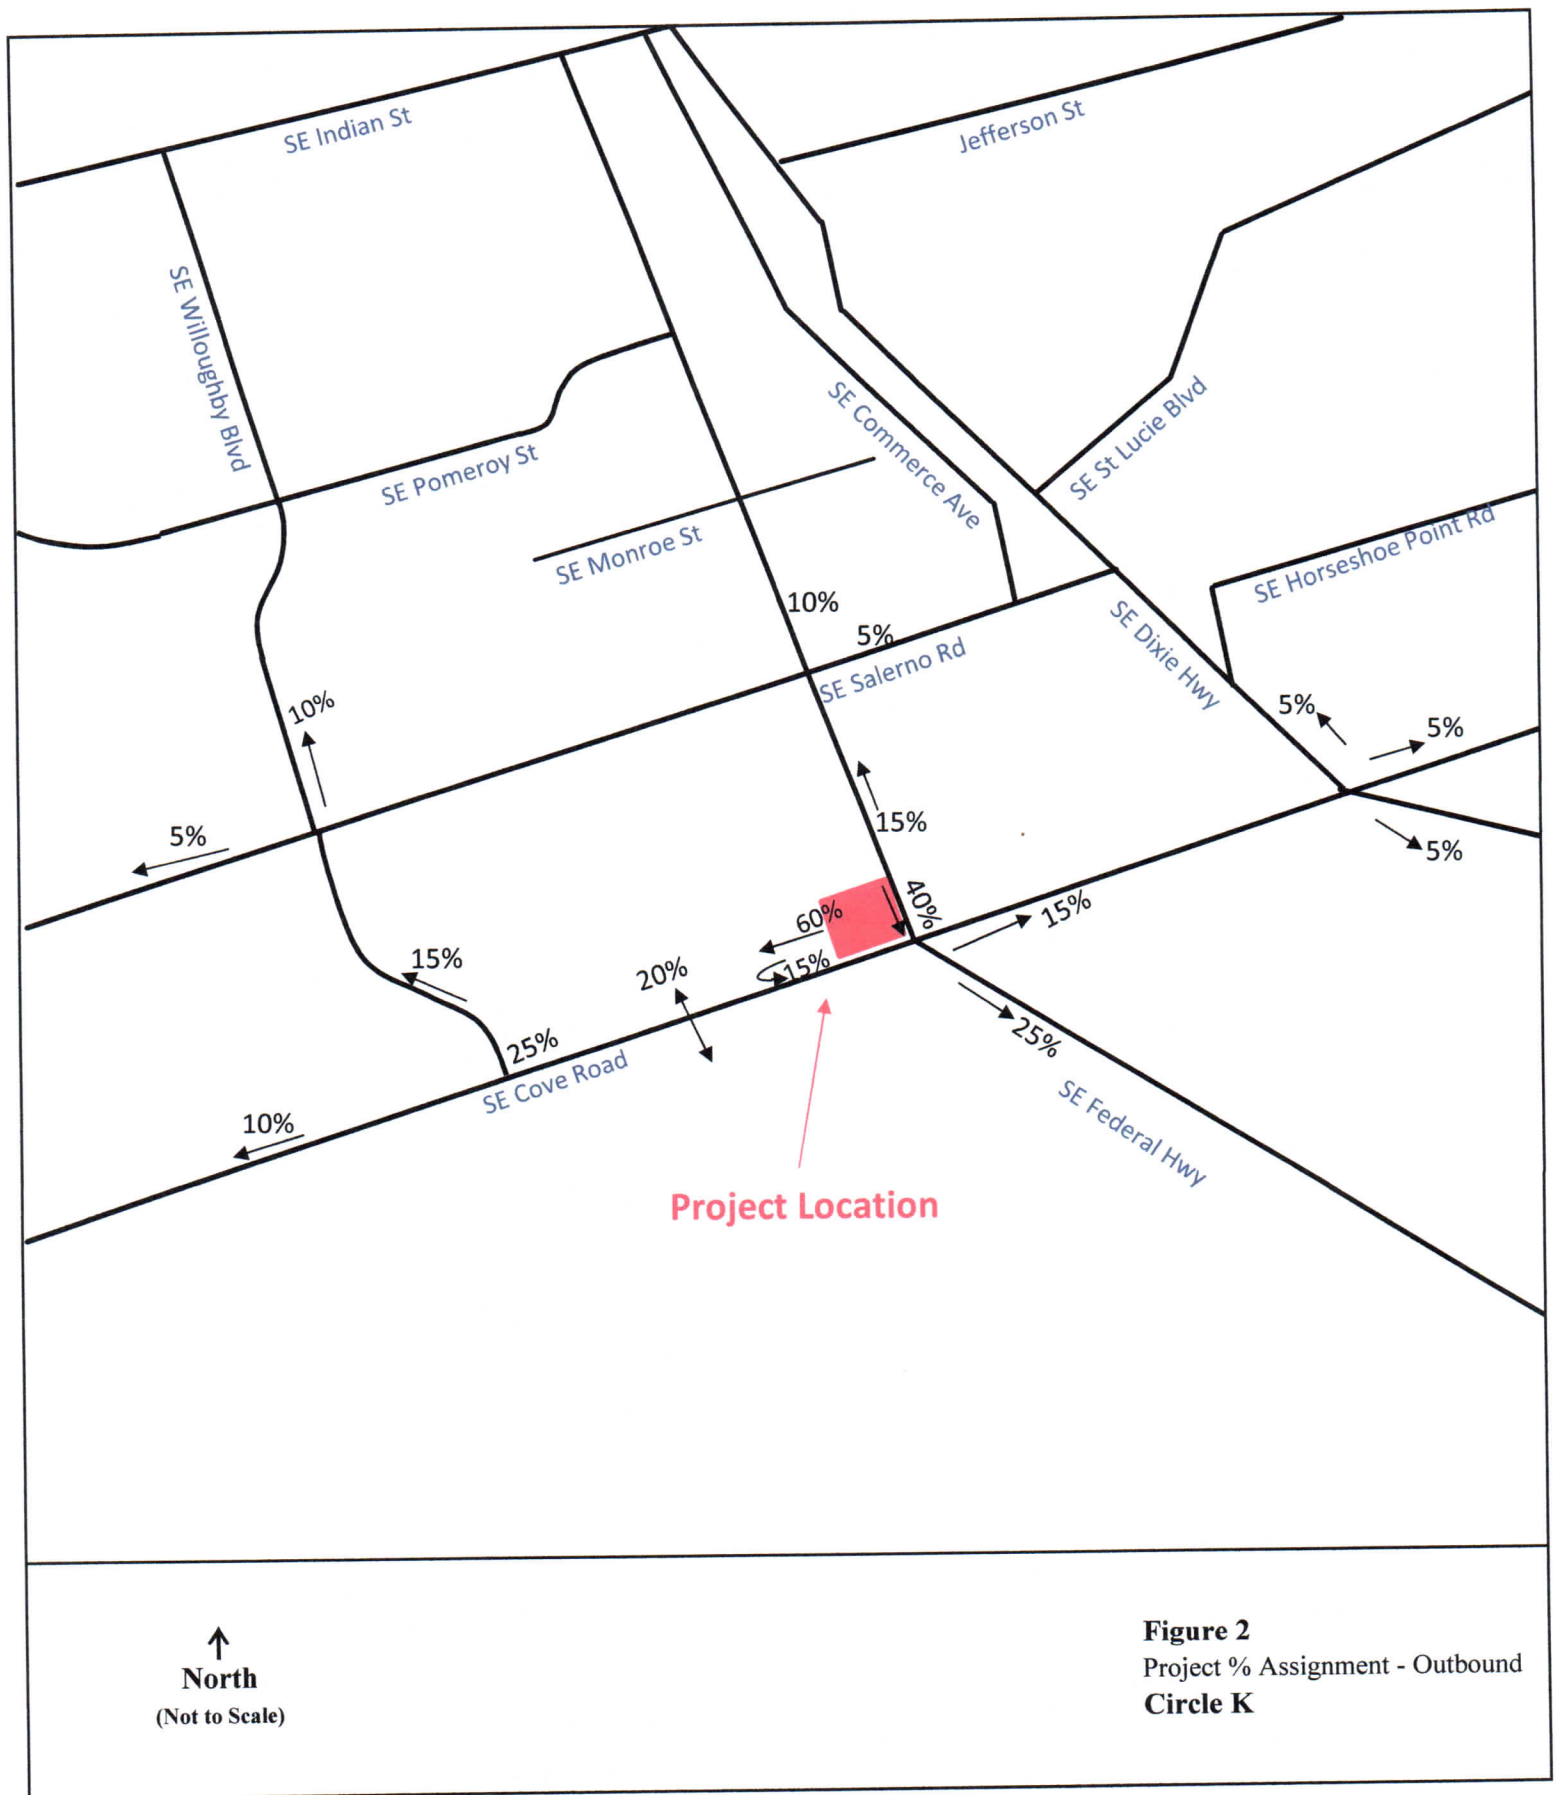 SE Indian St
Jefferson St
SE Willoughby Blvd
SE Pomeroy St
SE Commerce Ave
SE St Lucie Blvd
SE Monroe St
SE Horseshoe Point Rd
10%
5%
SE Salerno Rd
SE Dixie Hwy
10%
5%
5%
5%
15%
5%
40%
60%
15%
15%
15%
20%
25%
25%
SE Cove Road
SE Federal Hwy
10%
Project Location
North
(Not to Scale)
Figure 2
Project % Assignment - Outbound
Circle K